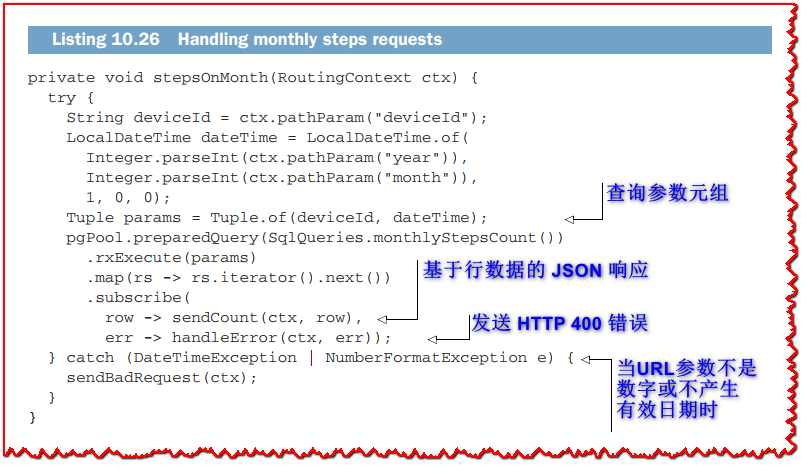 Listing 10.26 Handling monthly steps requests
private void stepsOnMonth(RoutingContext ctx) {
try {
String deviceId = ctx.pathParam("deviceId");
LocalDateTime dateTime = LocalDateTime.of(
Integer.parseInt(ctx.pathParam("year")),
Integer.parseInt(ctx.pathParam("month")),
1, 0, 0);
查询参数元组
Tuple params = Tuple.of(deviceId, dateTime);
pgPool.preparedQuery(SqlQueries.monthlyStepsCount())
.rxExecute(params)
基于行数据的 JSON 响应
.map(rs -> rs.iterator().next())
.subscribe(
row -> sendCount(ctx, row),
发送 HTTP 400 错误
err -> handleError(ctx, err));
} catch (DateTimeException | NumberFormatException e) {
当URL参数不是
数字或不产生
有效日期时
sendBadRequest(ctx);
}
}